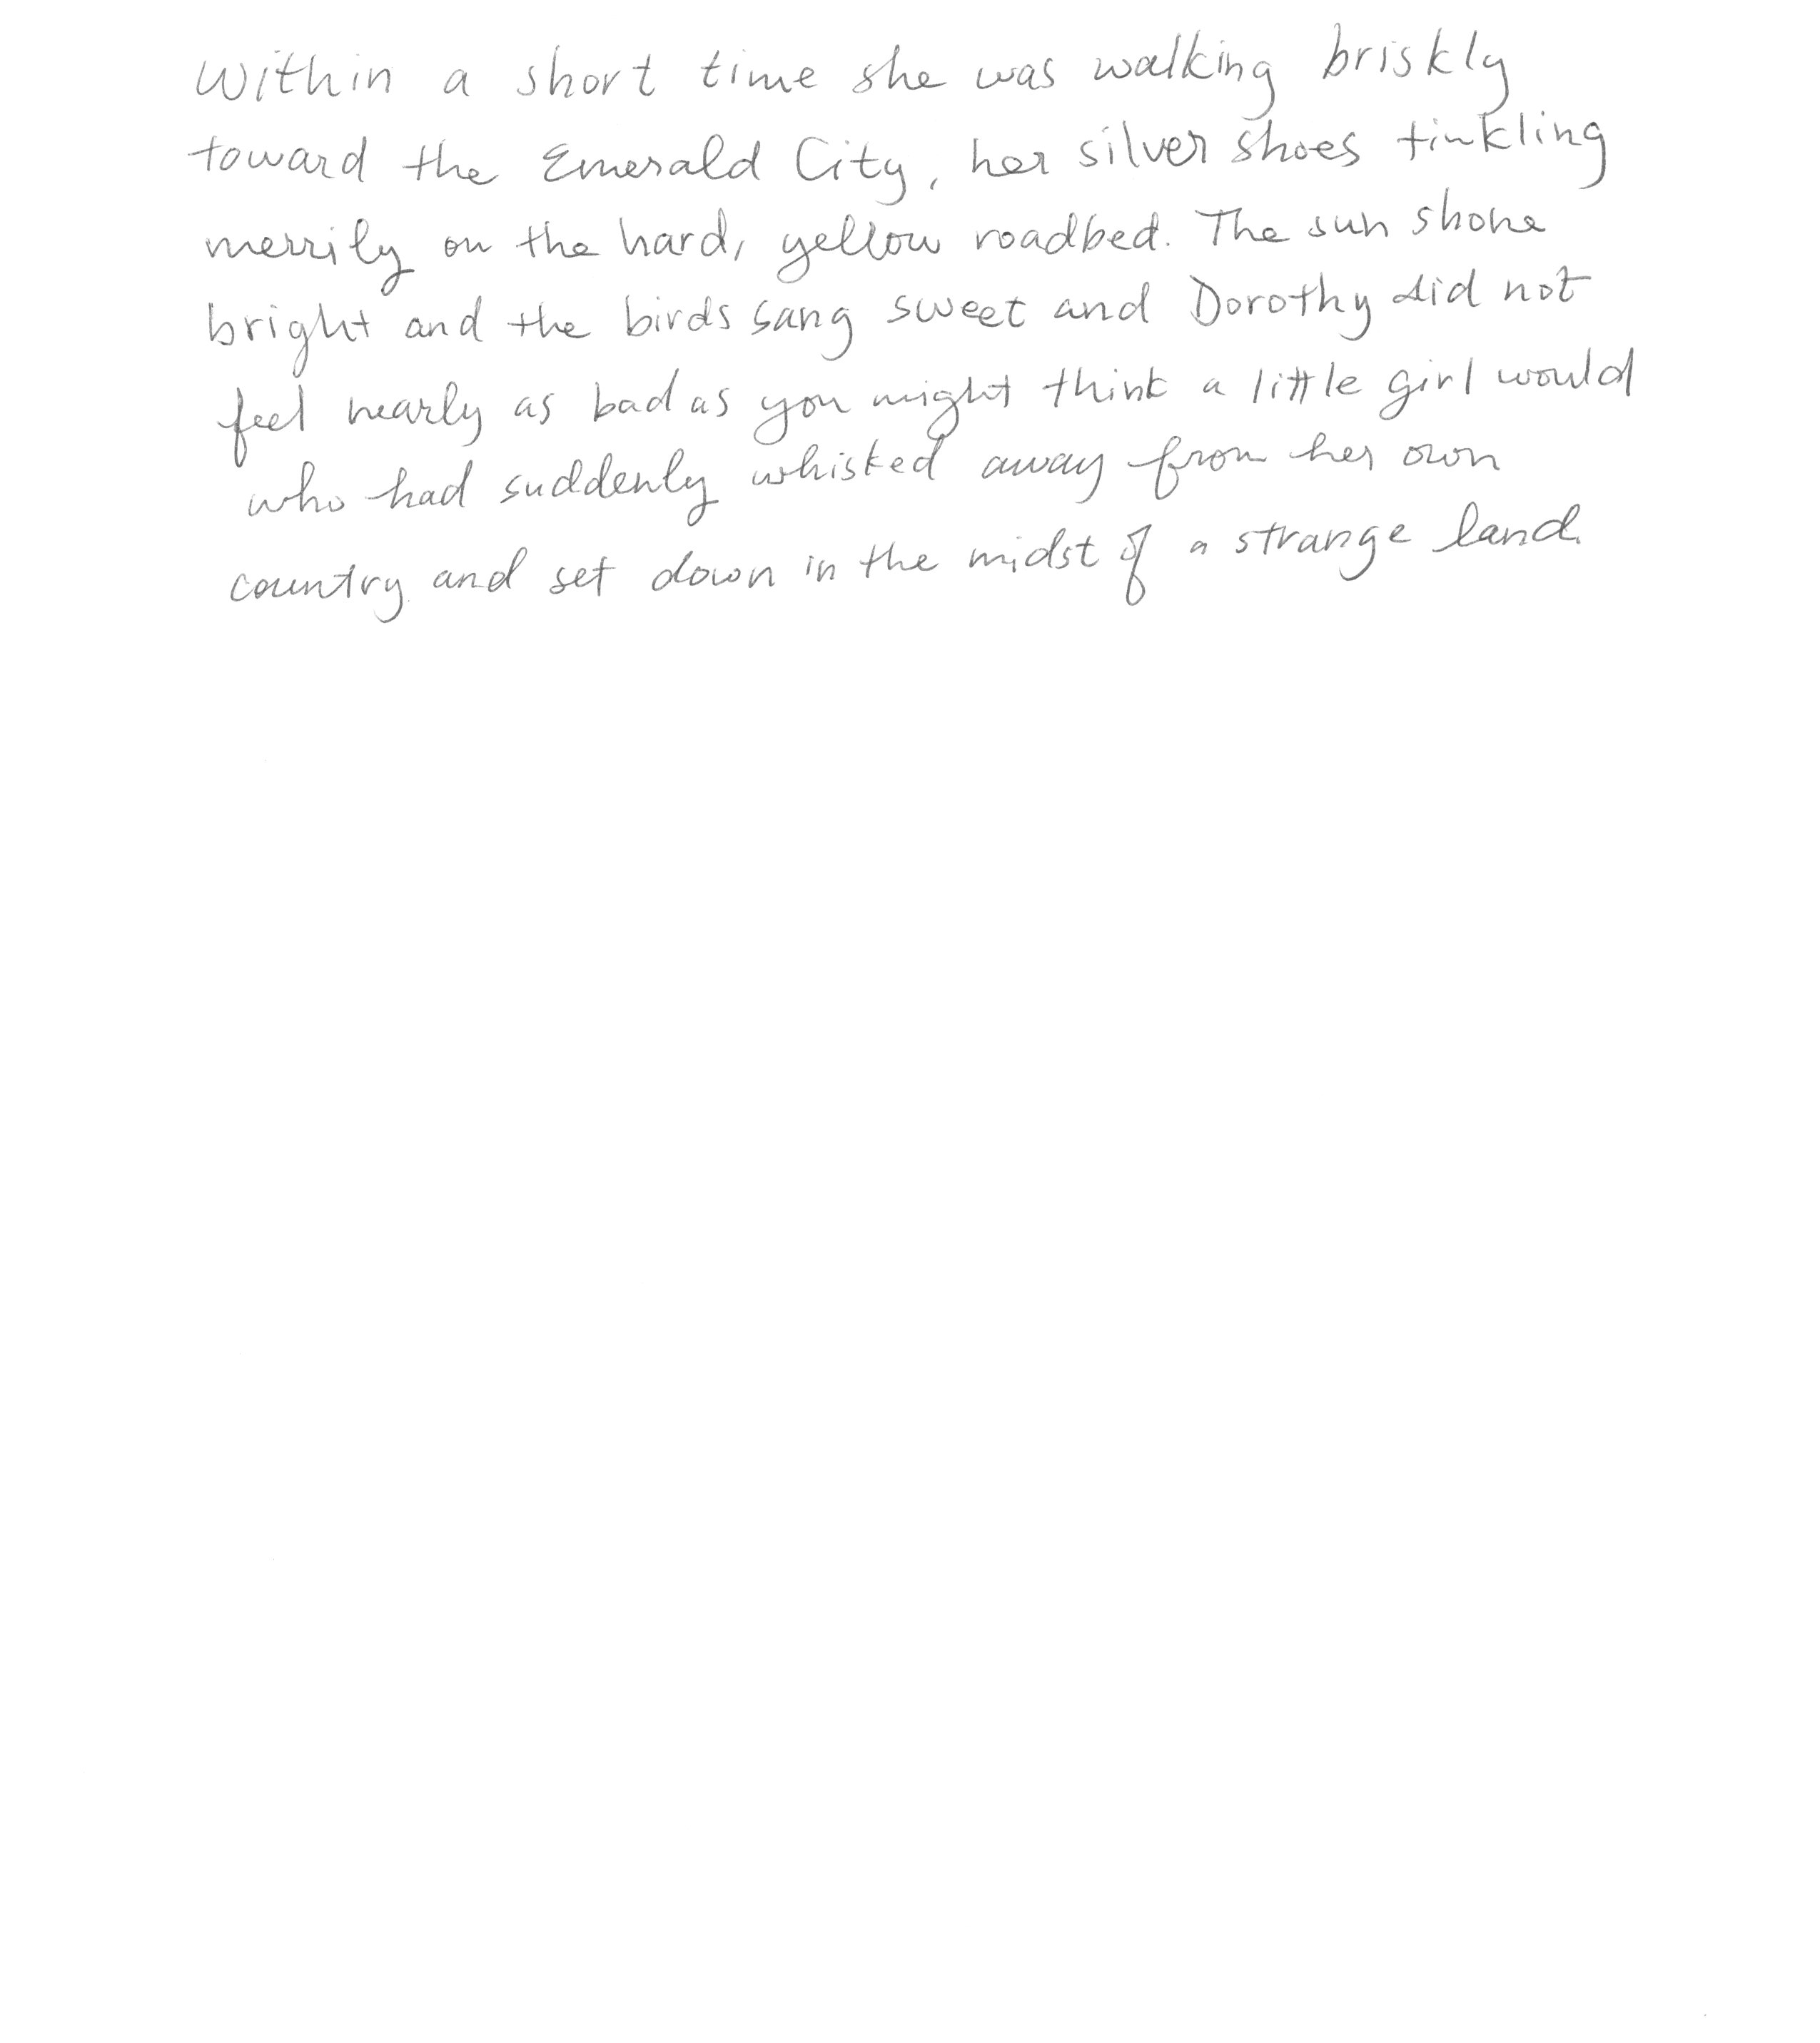 Within a short time she was walking briskly
toward the Emerald City, her silver shoes tinkling
merrily on the hard, yellow roadbed. The sun shone
bright and the birds sang sweet and Dorothy did not
feel nearly as bad as you might think a little girl would
who had suddenly whisked away from her own
country and set down in the midst of a strange land.